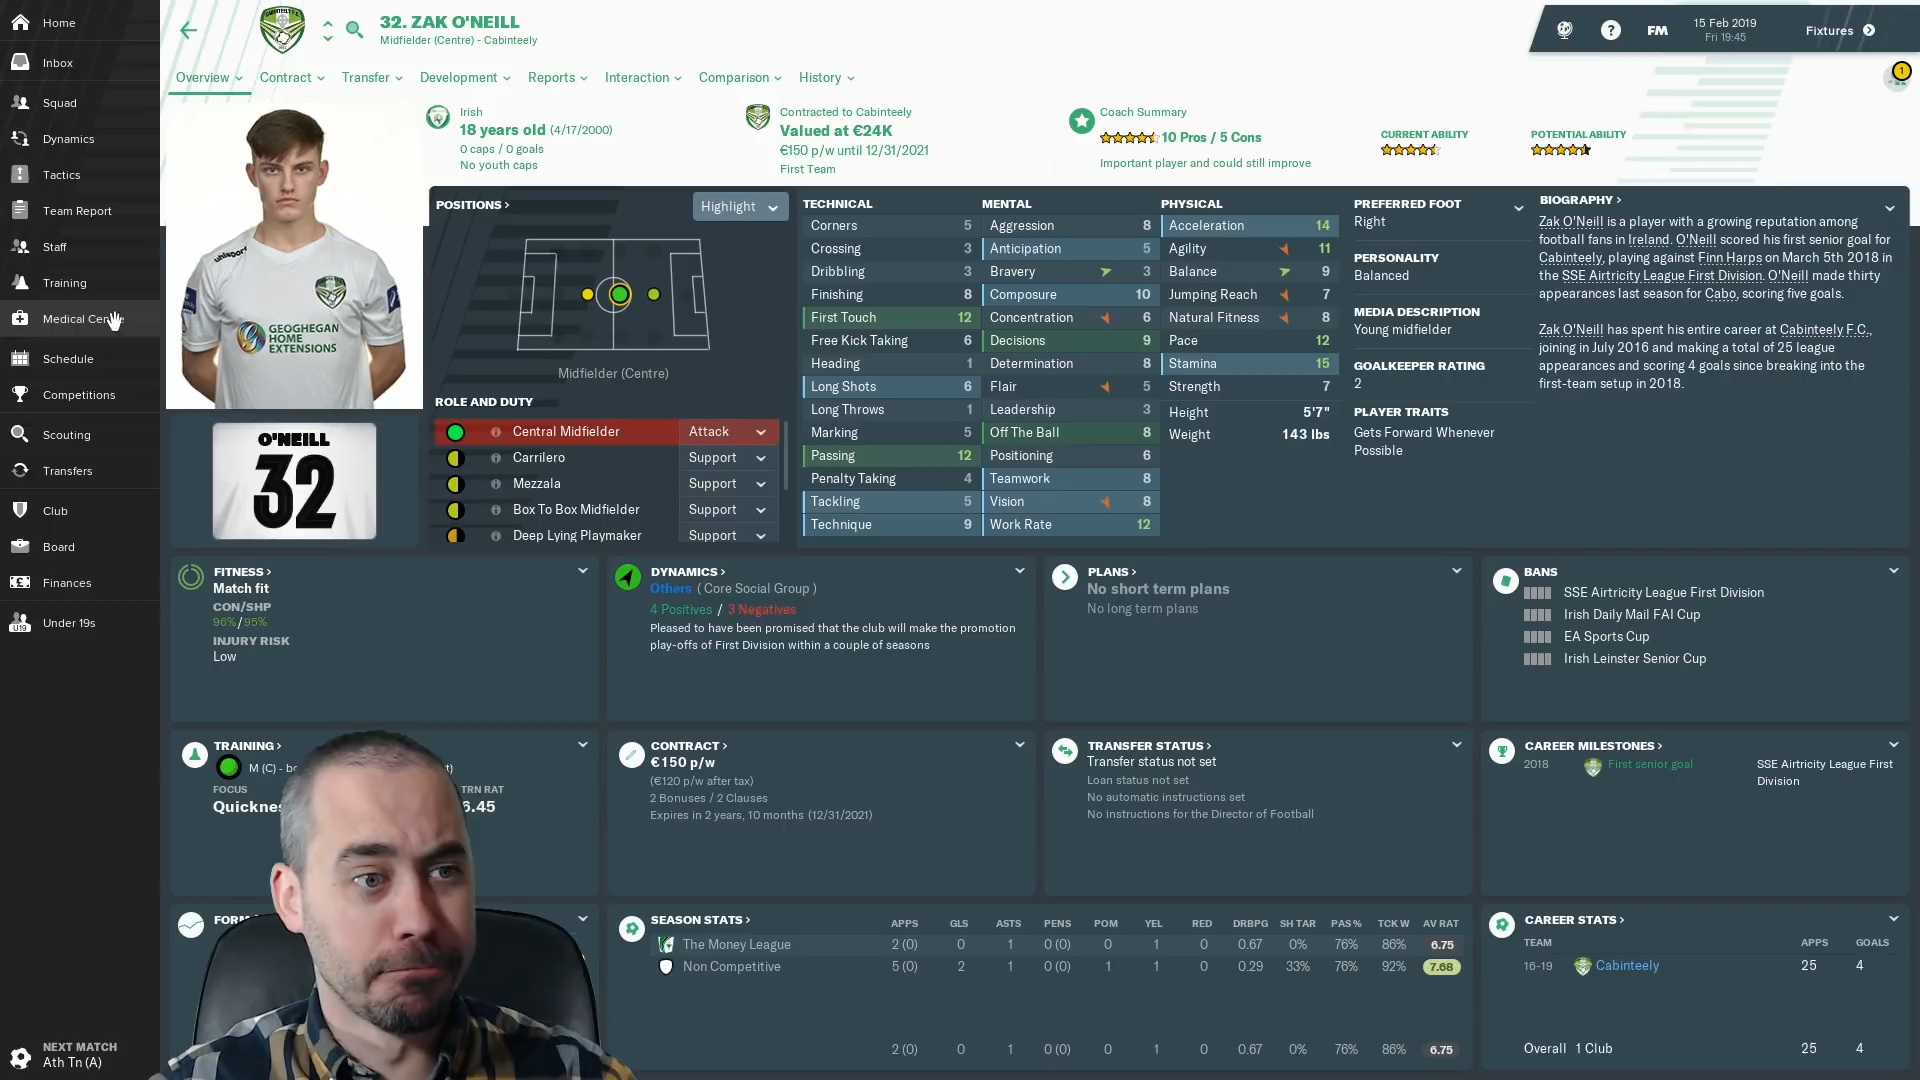 Home
Inbox
Squad
Dynamics
Tactics
Team Report
Staff
Training
Medical Cen
Schedule
Competitions
Scouting
Transfers
Club
Board
Finances
U19
Under 19s
NEXT MATCH
Ath Tn (A)
32. ZAK O'NEILL
Midfielder (Centre) - Cabinteely
? FM
15 Feb 2019
Fri 19:45
Fixtures
1
Overview Contract Transfer Development Reports Interaction Comparison History
Irish
18 years old (4/17/2000)
0 caps / 0 goals
No youth caps
Contracted to Cabinteely
Valued at €24K
€150 p/w until 12/31/2021
First Team
Coach Summary
10 Pros / 5 Cons
Important player and could still improve
CURRENT ABILITY
POTENTIAL ABILITY
uhlsport
GEOGHEGAN
HOME
EXTENSIONS
O'NEILL
32
POSITIONS >
Highlight
Midfielder (Centre)
ROLE AND DUTY
Central Midfielder Attack
Carrilero Support
Mezzala Support
Box To Box Midfielder Support
Deep Lying Playmaker Support
TECHNICAL
Corners 5
Crossing 3
Dribbling 3
Finishing 8
First Touch 12
Free Kick Taking 6
Heading 1
Long Shots 6
Long Throws 1
Marking 5
Passing 12
Penalty Taking 4
Tackling 5
Technique 9
MENTAL
Aggression 8
Anticipation 5
Bravery 3
Composure 10
Concentration 6
Decisions 9
Determination 8
Flair 5
Leadership 3
Off The Ball 8
Positioning 6
Teamwork 8
Vision 8
Work Rate 12
PHYSICAL
Acceleration 14
Agility 11
Balance 9
Jumping Reach 7
Natural Fitness 8
Pace 12
Stamina 15
Strength 7
Height 5'7"
Weight 143 lbs
PREFERRED FOOT
Right
PERSONALITY
Balanced
MEDIA DESCRIPTION
Young midfielder
GOALKEEPER RATING
2
PLAYER TRAITS
Gets Forward Whenever
Possible
BIOGRAPHY >
Zak O'Neill is a player with a growing reputation among
football fans in Ireland. O'Neill scored his first senior goal for
Cabinteely, playing against Finn Harps on March 5th 2018 in
the SSE Airtricity League First Division. O'Neill made thirty
appearances last season for Cabo, scoring five goals.
Zak O'Neill has spent his entire career at Cabinteely F.C.,
joining in July 2016 and making a total of 25 league
appearances and scoring 4 goals since breaking into the
first-team setup in 2018.
FITNESS >
Match fit
CON/SHP
96%/95%
INJURY RISK
Low
DYNAMICS >
Others ( Core Social Group )
4 Positives / 3 Negatives
Pleased to have been promised that the club will make the promotion
play-offs of First Division within a couple of seasons
PLANS >
No short term plans
No long term plans
BANS
SSE Airtricity League First Division
Irish Daily Mail FAI Cup
EA Sports Cup
Irish Leinster Senior Cup
TRAINING >
M (C) - bo t)
FOCUS TRN RAT
Quickne 6.45
CONTRACT >
€150 p/w
(€120 p/w after tax)
2 Bonuses / 2 Clauses
Expires in 2 years, 10 months (12/31/2021)
TRANSFER STATUS >
Transfer status not set
Loan status not set
No automatic instructions set
No instructions for the Director of Football
CAREER MILESTONES >
2018 First senior goal SSE Airtricity League First
Division
FORM
SEASON STATS > APPS GLS ASTS PENS POM YEL RED DRBPG SH TAR PAS % TCK W AV RAT
The Money League 2 (0) 0 1 0 (0) 0 1 0 0.67 0% 76% 86% 6.75
Non Competitive 5 (0) 2 1 0 (0) 1 1 0 0.29 33% 76% 92% 7.68
2 (0) 0 1 0 (0) 0 1 0 0.67 0% 76% 86% 6.75
CAREER STATS >
TEAM APPS GOALS
16-19 Cabinteely 25 4
Overall 1 Club 25 4